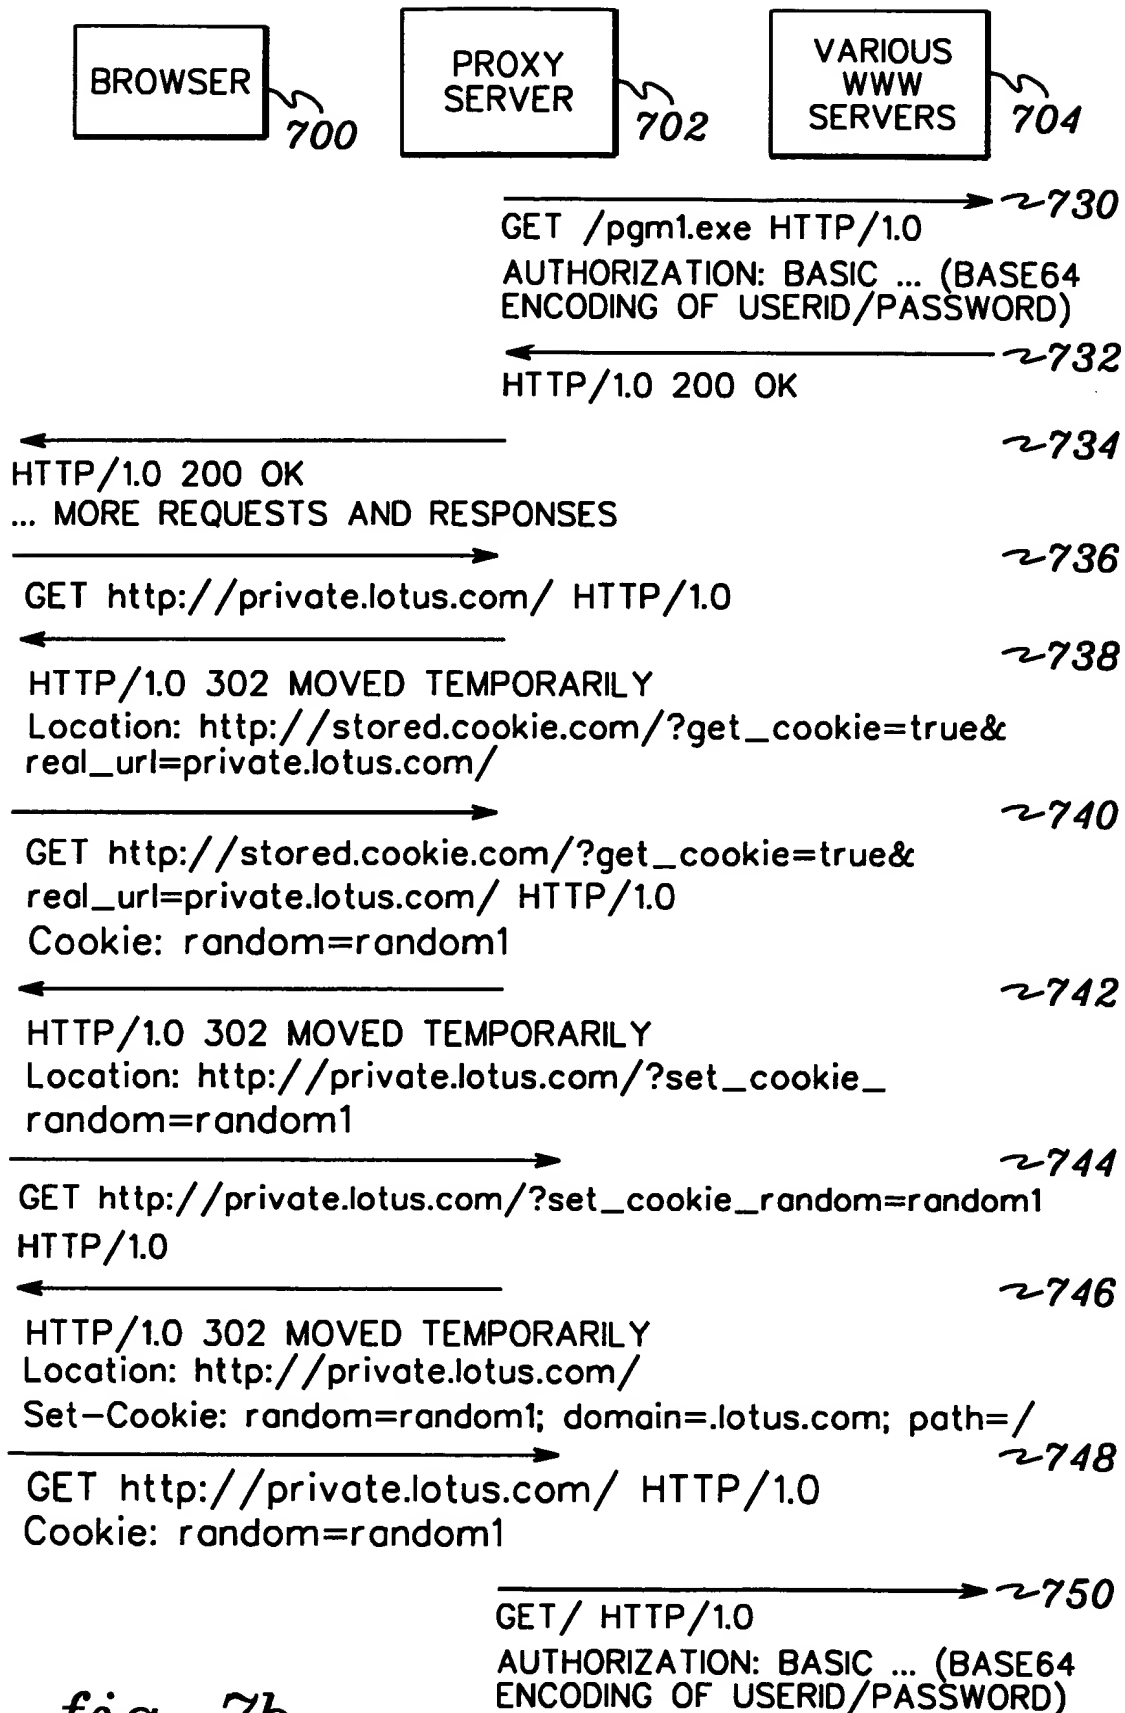 BROWSER
700
PROXY
SERVER
702
VARIOUS
WWW
SERVERS
704
730
GET /pgm1.exe HTTP/1.0
AUTHORIZATION: BASIC ... (BASE64
ENCODING OF USERID/PASSWORD)
732
HTTP/1.0 200 OK
734
HTTP/1.0 200 OK
... MORE REQUESTS AND RESPONSES
736
GET http://private.lotus.com/ HTTP/1.0
738
HTTP/1.0 302 MOVED TEMPORARILY
Location: http://stored.cookie.com/?get_cookie=true&
real_url=private.lotus.com/
740
GET http://stored.cookie.com/?get_cookie=true&
real_url=private.lotus.com/ HTTP/1.0
Cookie: random=random1
742
HTTP/1.0 302 MOVED TEMPORARILY
Location: http://private.lotus.com/?set_cookie_
random=random1
744
GET http://private.lotus.com/?set_cookie_random=random1
HTTP/1.0
746
HTTP/1.0 302 MOVED TEMPORARILY
Location: http://private.lotus.com/
Set-Cookie: random=random1; domain=.lotus.com; path=/
748
GET http://private.lotus.com/ HTTP/1.0
Cookie: random=random1
750
GET/ HTTP/1.0
AUTHORIZATION: BASIC ... (BASE64
ENCODING OF USERID/PASSWORD)
fig. 7b